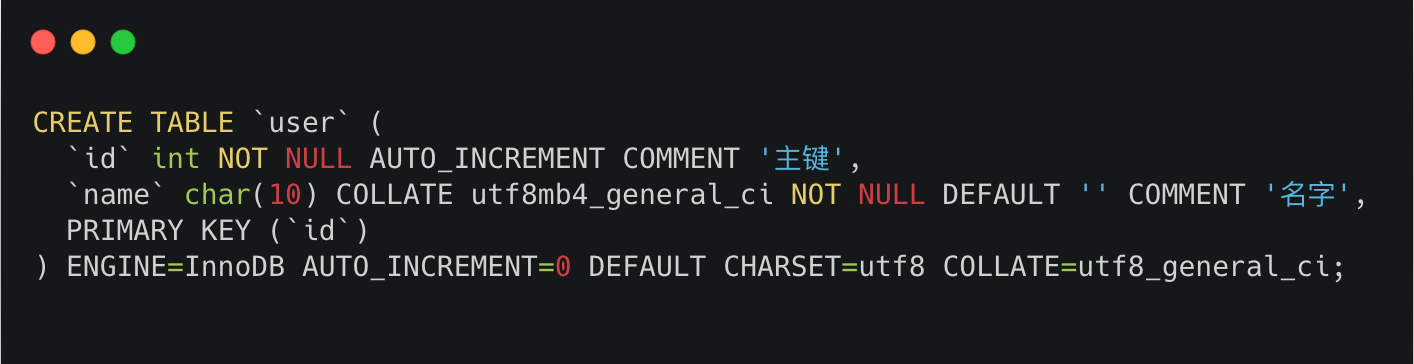 CREATE TABLE `user` (
  `id` int NOT NULL AUTO_INCREMENT COMMENT '主键',
  `name` char(10) COLLATE utf8mb4_general_ci NOT NULL DEFAULT '' COMMENT '名字',
  PRIMARY KEY (`id`)
) ENGINE=InnoDB AUTO_INCREMENT=0 DEFAULT CHARSET=utf8 COLLATE=utf8_general_ci;